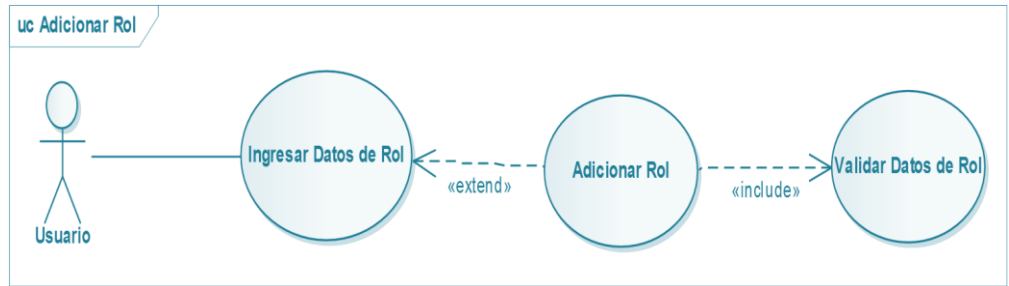 uc Adicionar Rol
Ingresar Datos de Rol
«extend»
Adicionar Rol
«include»
Validar Datos de Rol
Usuario